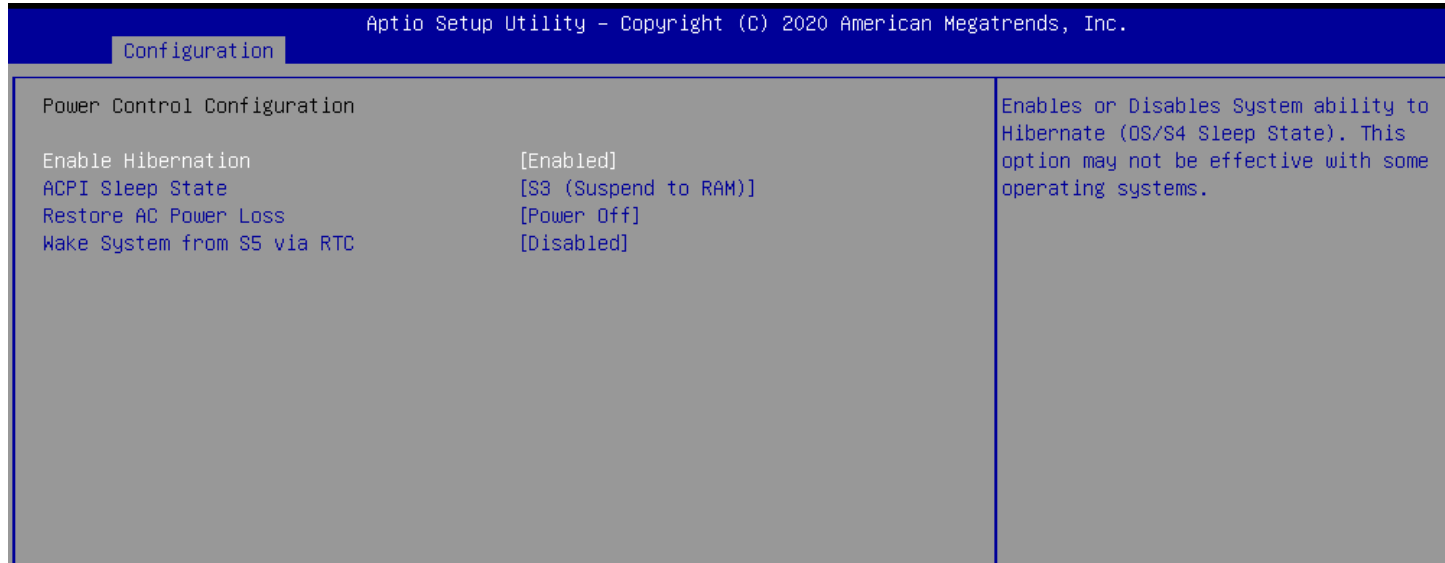 Aptio Setup Utility – Copyright (C) 2020 American Megatrends, Inc.
Configuration
Power Control Configuration
Enable Hibernation [Enabled]
ACPI Sleep State [S3 (Suspend to RAM)]
Restore AC Power Loss [Power Off]
Wake System from S5 via RTC [Disabled]
Enables or Disables System ability to
Hibernate (OS/S4 Sleep State). This
option may not be effective with some
operating systems.